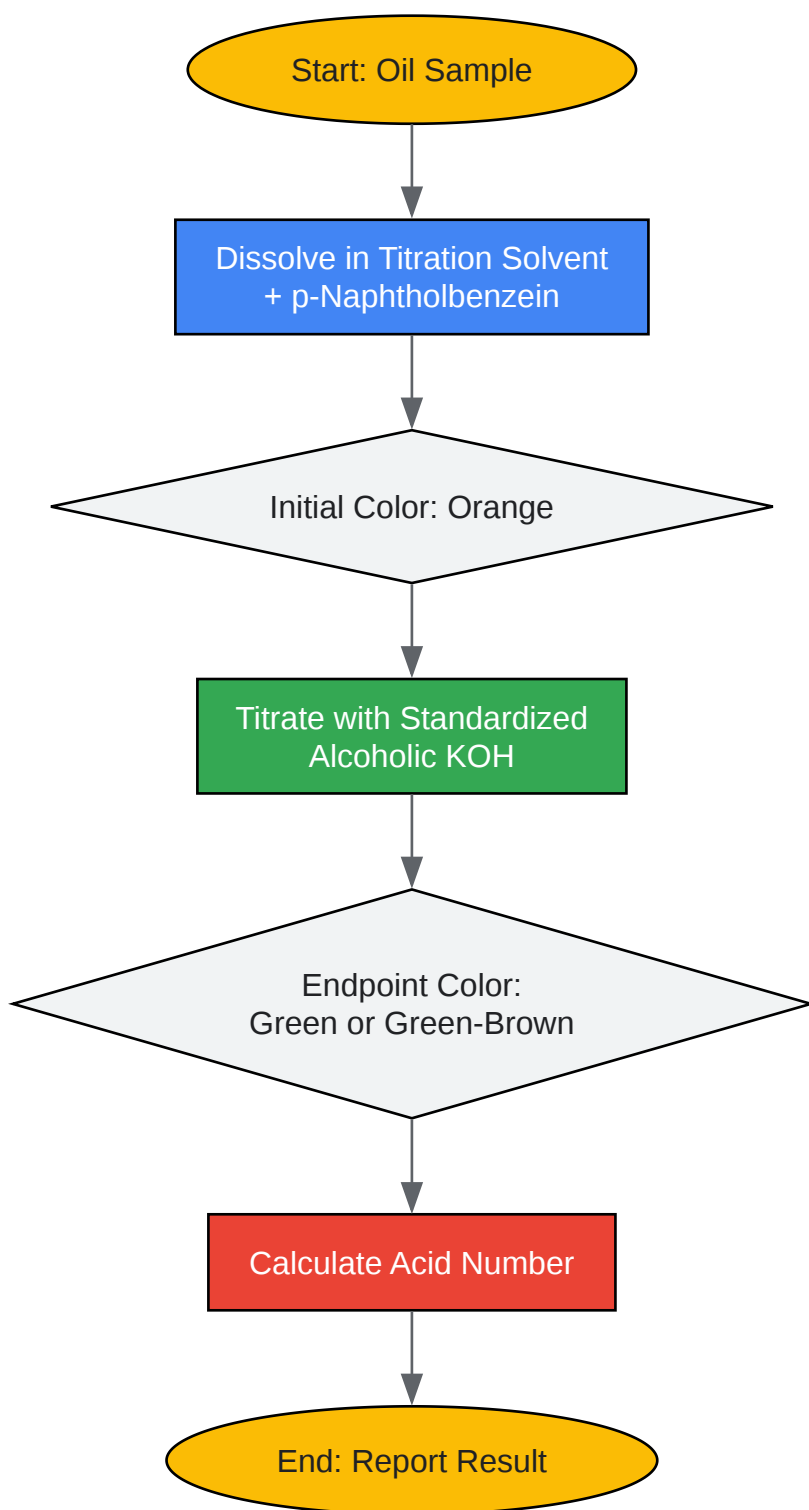 Start: Oil Sample
Dissolve in Titration Solvent
+ p-Naphtholbenzein
Initial Color: Orange
Titrate with Standardized
Alcoholic KOH
Endpoint Color:
Green or Green-Brown
Calculate Acid Number
End: Report Result